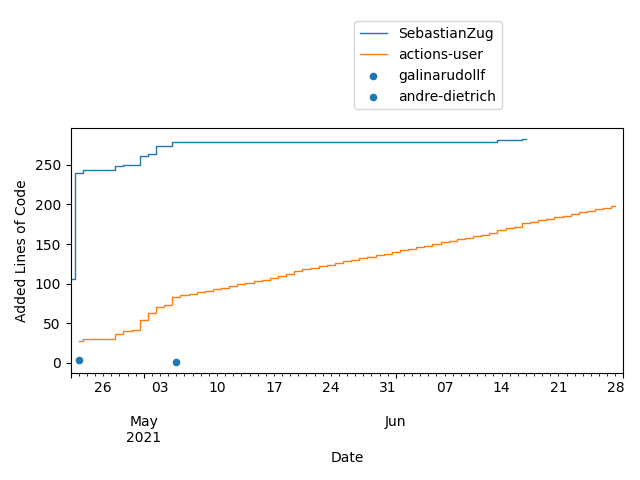 SebastianZug
actions-user
galinarudollf
andre-dietrich
Added Lines of Code
250
200
150
100
50
0
26 03 10 17 24 31 07 14 21 28
May Jun
2021
Date